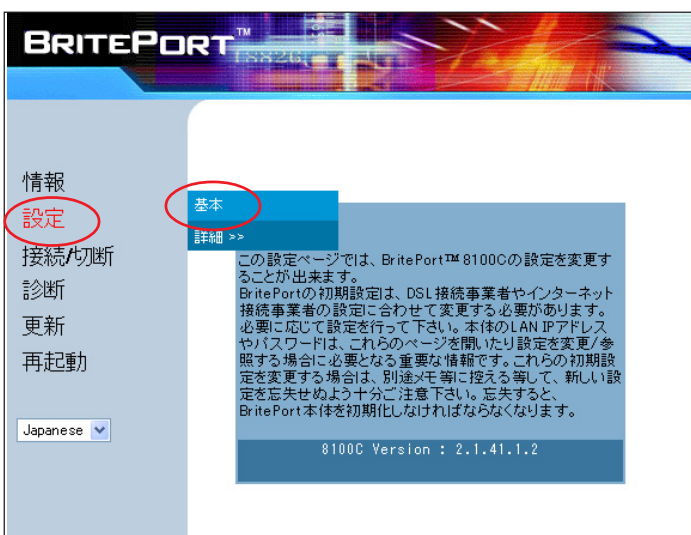 BRITEPORT™
情報
設定
接続/切断
診断
更新
再起動
Japanese
基本
詳細 >>
この設定ページでは、BritePort™ 8100Cの設定を変更す
ることが出来ます。
BritePortの初期設定は、DSL接続事業者やインターネット
接続事業者の設定に合わせて変更する必要があります。
必要に応じて設定を行って下さい。本体のLAN IPアドレス
やパスワードは、これらのページを開いたり設定を変更/参
照する場合に必要となる重要な情報です。これらの初期設
定を変更する場合は、別途メモ等に控える等して、新しい設
定を忘失せぬよう十分ご注意下さい。忘失すると、
BritePort本体を初期化しなければならなくなります。
8100C Version : 2.1.41.1.2